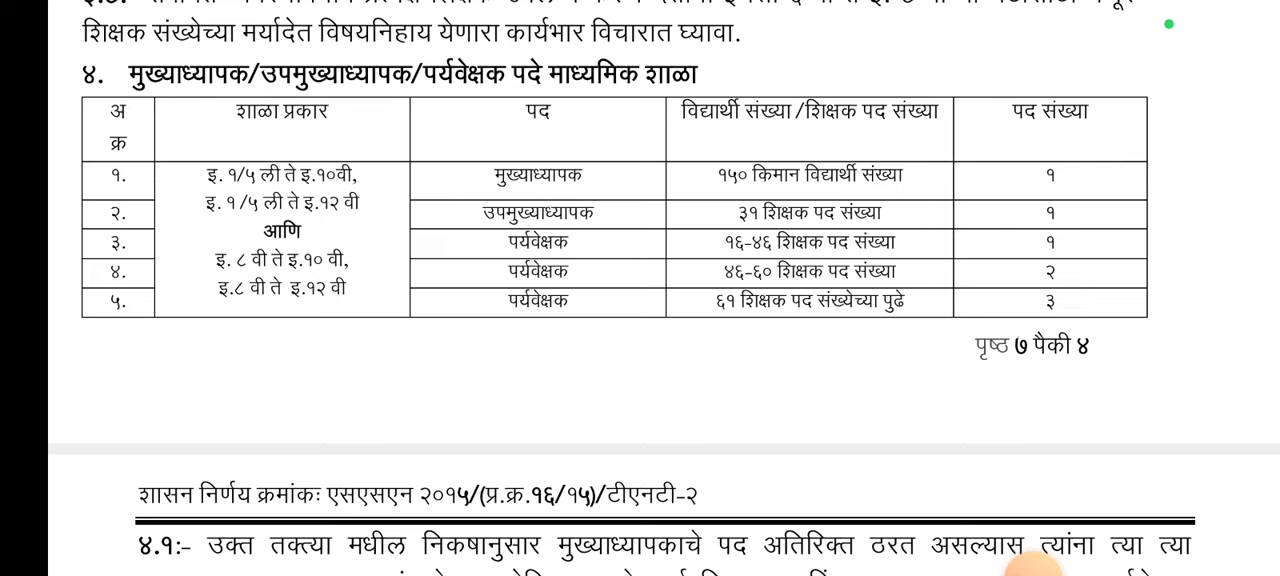 शिक्षक संख्येच्या मर्यादेत विषयनिहाय येणारा कार्यभार विचारात घ्यावा.
४. मुख्याध्यापक/उपमुख्याध्यापक/पर्यवेक्षक पदे माध्यमिक शाळा
अ क्र शाळा प्रकार पद विद्यार्थी संख्या /शिक्षक पद संख्या पद संख्या
१. इ. १/५ ली ते इ.१०वी, मुख्याध्यापक १५० किमान विद्यार्थी संख्या १
इ. १ /५ ली ते इ.१२ वी
२. उपमुख्याध्यापक ३१ शिक्षक पद संख्या १
आणि
३. पर्यवेक्षक १६-४६ शिक्षक पद संख्या १
इ. ८ वी ते इ.१० वी,
४. पर्यवेक्षक ४६-६० शिक्षक पद संख्या २
इ.८ वी ते इ.१२ वी
५. पर्यवेक्षक ६१ शिक्षक पद संख्येच्या पुढे ३
पृष्ठ ७ पैकी ४
शासन निर्णय क्रमांकः एसएसएन २०१५/(प्र.क्र.१६/१५)/टीएनटी-२
४.१:- उक्त तक्त्या मधील निकषानुसार मुख्याध्यापकाचे पद अतिरिक्त ठरत असल्यास त्यांना त्या त्या